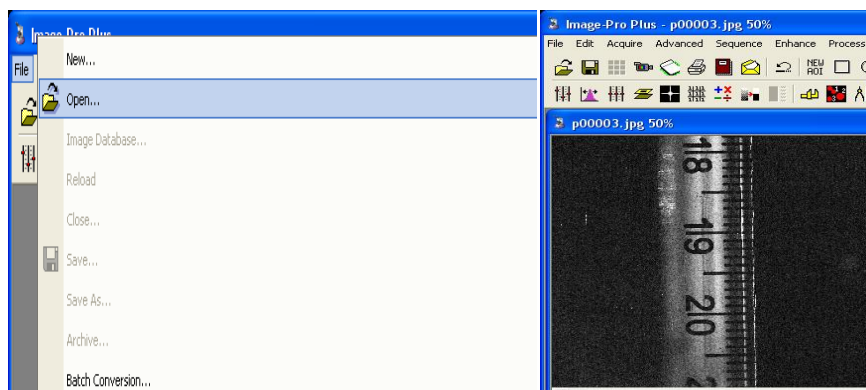 Image-Pro Plus
File
New...
Open...
Image Database...
Reload
Close...
Save...
Save As...
Archive...
Batch Conversion...
Image-Pro Plus - p00003.jpg 50%
File Edit Acquire Advanced Sequence Enhance Process
NEW
AOI
p00003.jpg 50%
18
19
20